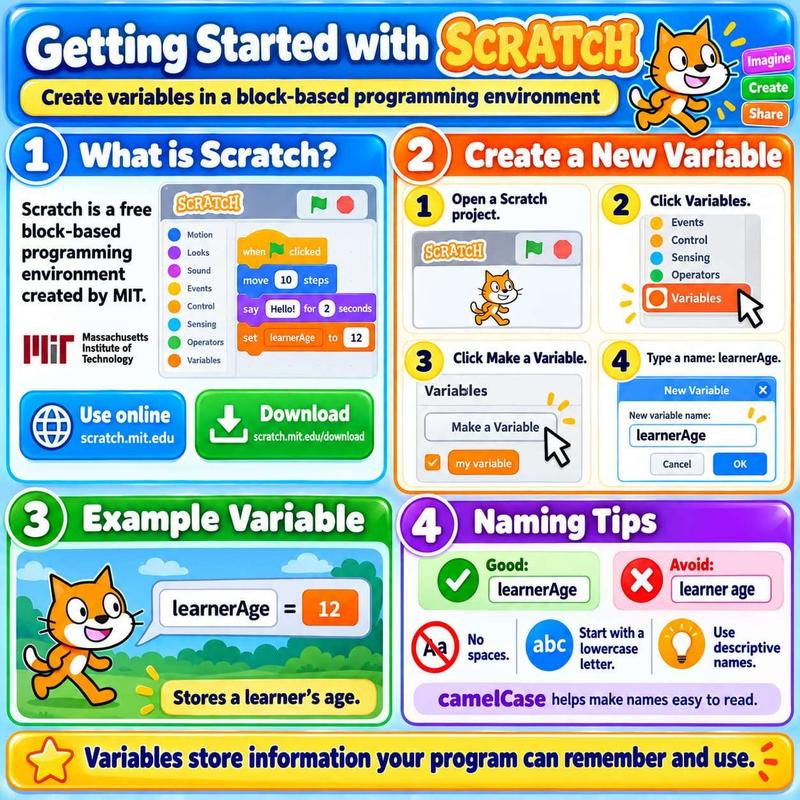 Getting Started with SCRATCH
Create variables in a block-based programming environment
Imagine
Create
Share
1 What is Scratch?
Scratch is a free
block-based
programming
environment
created by MIT.
MIT
Massachusetts
Institute of
Technology
SCRATCH
Motion
Looks
Sound
Events
Control
Sensing
Operators
Variables
when clicked
move 10 steps
say Hello! for 2 seconds
set learnerAge to 12
Use online
scratch.mit.edu
Download
scratch.mit.edu/download
2 Create a New Variable
1 Open a Scratch
project.
SCRATCH
2 Click Variables.
Events
Control
Sensing
Operators
Variables
3 Click Make a Variable.
Variables
Make a Variable
my variable
4 Type a name: learnerAge.
New Variable
New variable name:
learnerAge
Cancel
OK
3 Example Variable
learnerAge = 12
Stores a learner's age.
4 Naming Tips
Good:
learnerAge
Avoid:
learner age
Aa
No
spaces.
abc
Start with a
lowercase
letter.
Use
descriptive
names.
camelCase helps make names easy to read.
Variables store information your program can remember and use.